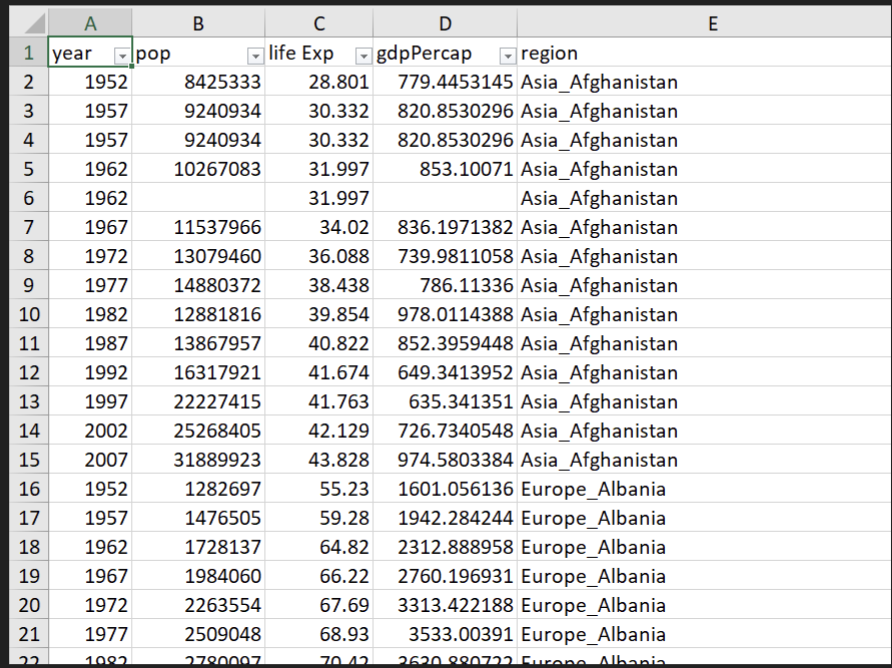 A B C D E
1 year pop life Exp gdpPercap region
2 1952 8425333 28.801 779.4453145 Asia_Afghanistan
3 1957 9240934 30.332 820.8530296 Asia_Afghanistan
4 1957 9240934 30.332 820.8530296 Asia_Afghanistan
5 1962 10267083 31.997 853.10071 Asia_Afghanistan
6 1962 31.997 Asia_Afghanistan
7 1967 11537966 34.02 836.1971382 Asia_Afghanistan
8 1972 13079460 36.088 739.9811058 Asia_Afghanistan
9 1977 14880372 38.438 786.11336 Asia_Afghanistan
10 1982 12881816 39.854 978.0114388 Asia_Afghanistan
11 1987 13867957 40.822 852.3959448 Asia_Afghanistan
12 1992 16317921 41.674 649.3413952 Asia_Afghanistan
13 1997 22227415 41.763 635.341351 Asia_Afghanistan
14 2002 25268405 42.129 726.7340548 Asia_Afghanistan
15 2007 31889923 43.828 974.5803384 Asia_Afghanistan
16 1952 1282697 55.23 1601.056136 Europe_Albania
17 1957 1476505 59.28 1942.284244 Europe_Albania
18 1962 1728137 64.82 2312.888958 Europe_Albania
19 1967 1984060 66.22 2760.196931 Europe_Albania
20 1972 2263554 67.69 3313.422188 Europe_Albania
21 1977 2509048 68.93 3533.00391 Europe_Albania
22 1982 2780097 70.42 3630.880722 Europe_Albania